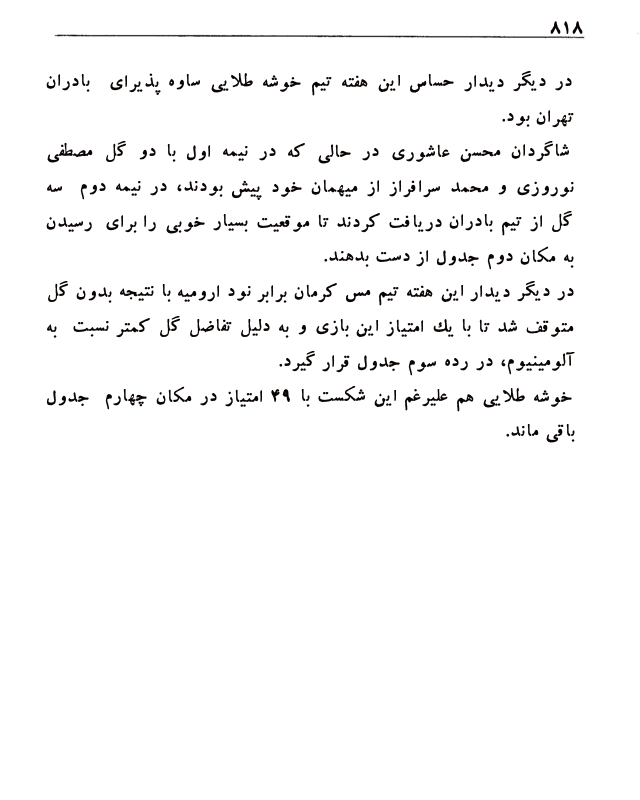 ۸۱۸
در دیگر دیدار حساس این هفته تیم خوشه طلایی ساوه پذیرای بادران
تهران بود.
شاگردان محسن عاشوری در حالی که در نیمه اول با دو گل مصطفی
نوروزی و محمد سرافراز از میهمان خود پیش بودند، در نیمه دوم سه
گل از تیم بادران دریافت کردند تا موقعیت بسیار خوبی را برای رسیدن
به مکان دوم جدول از دست بدهند.
در دیگر دیدار این هفته تیم مس کرمان برابر نود ارومیه با نتیجه بدون گل
متوقف شد تا با یك امتیاز این بازی و به دلیل تفاضل گل کمتر نسبت به
آلومینیوم، در رده سوم جدول قرار گیرد.
خوشه طلایی هم علیرغم این شکست با ۴۹ امتیاز در مکان چهارم جدول
باقی ماند.